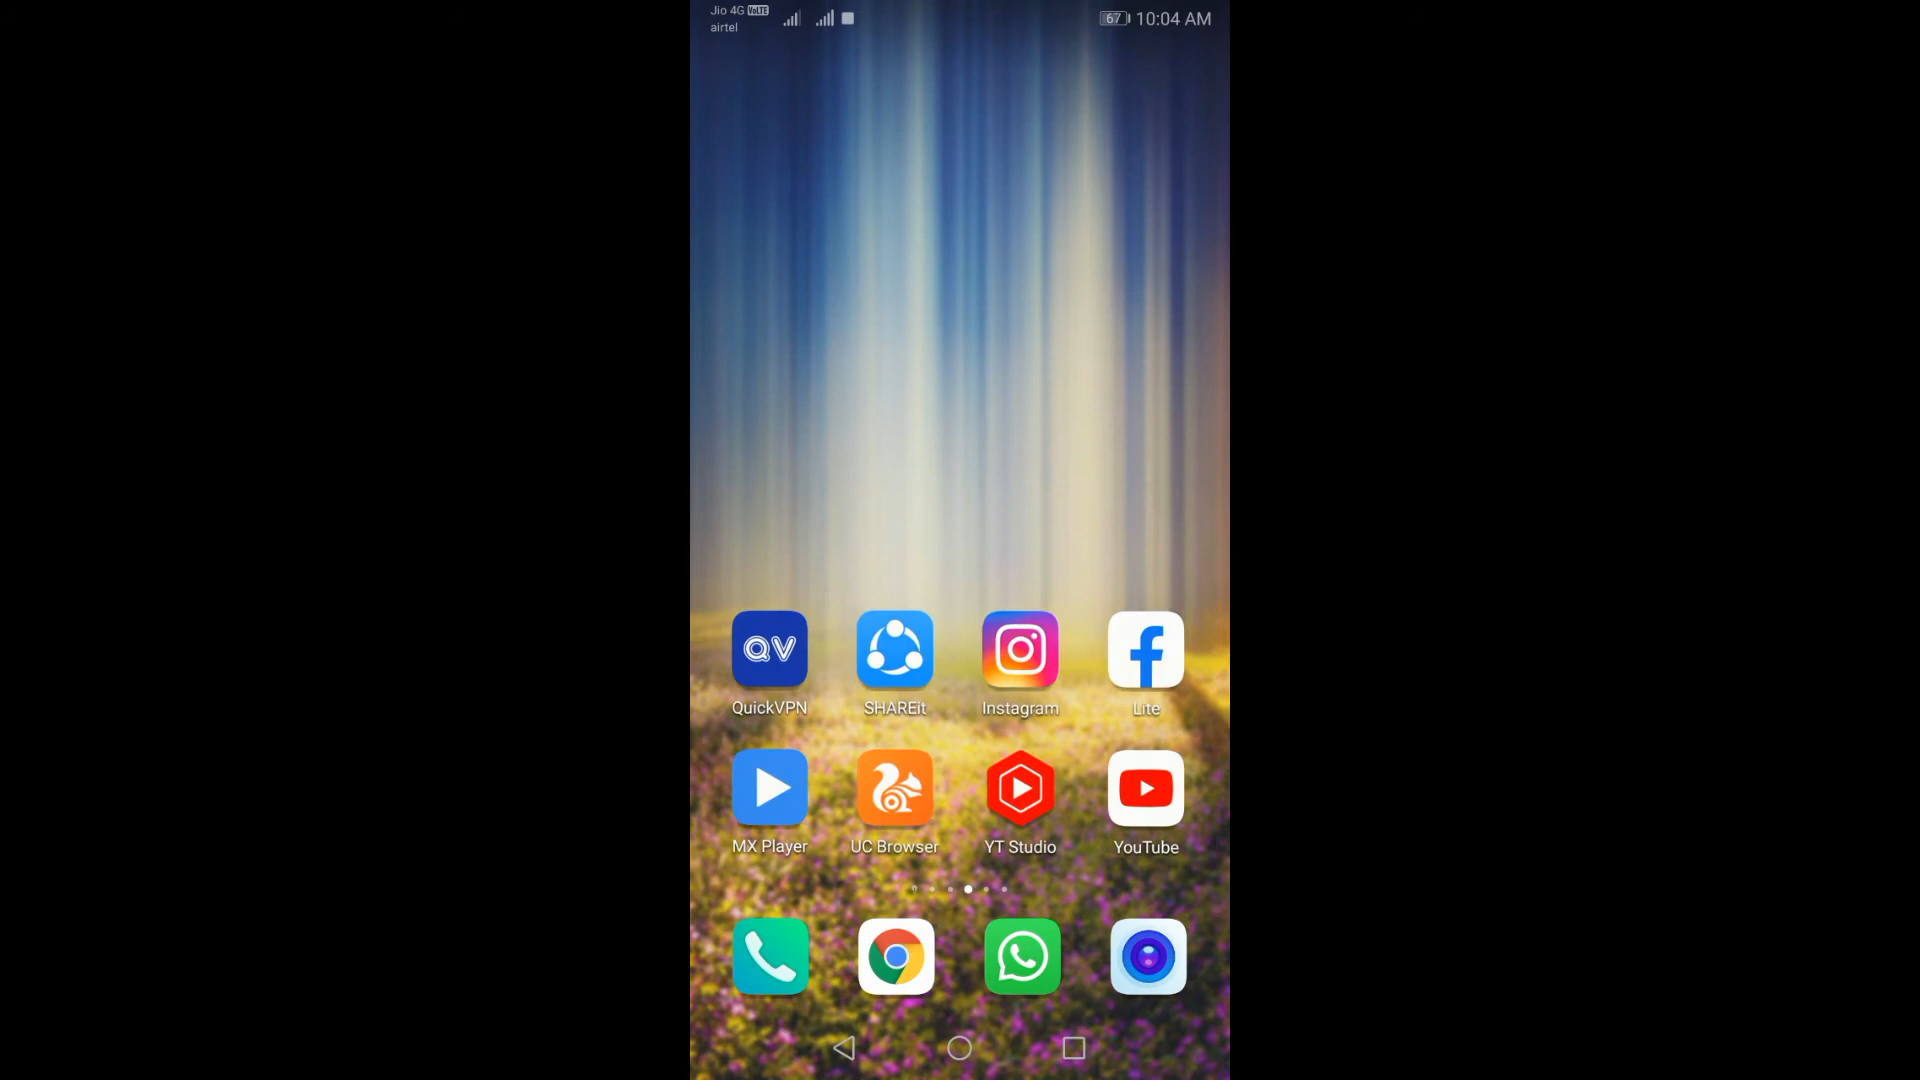 Jio 4G VoLTE
airtel
67 10:04 AM
QV
QuickVPN SHAREit Instagram Lite
MX Player UC Browser YT Studio YouTube